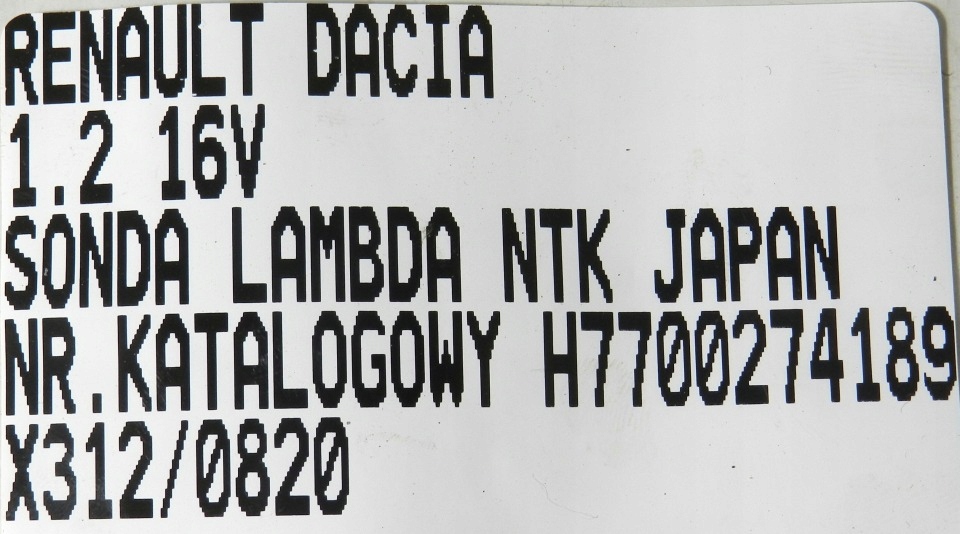 RENAULT DACIA
1.2 16V
SONDA LAMBDA NTK JAPAN
NR.KATALOGOWY H7700274189
X312/0820